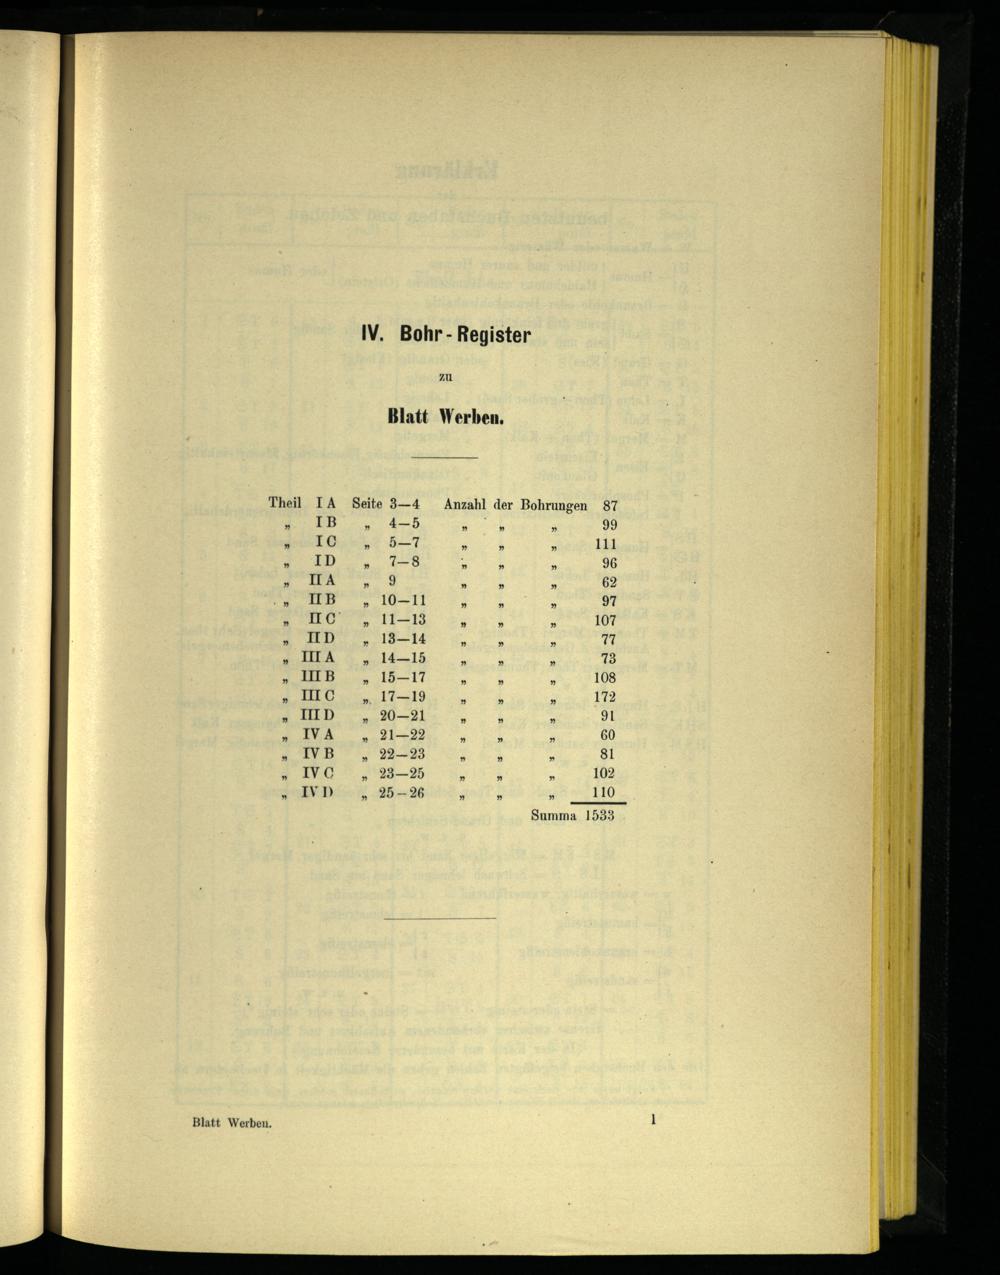 IV. Bohr-Register
zu
Blatt Werben.
Theil I A Seite 3—4 Anzahl der Bohrungen 87
„ I B „ 4—5 „ „ „ 99
„ I C „ 5—7 „ „ „ 111
„ I D „ 7—8 „ „ „ 96
„ II A „ 9 „ „ „ 62
„ II B „ 10—11 „ „ „ 97
„ II C „ 11—13 „ „ „ 107
„ II D „ 13—14 „ „ „ 77
„ III A „ 14—15 „ „ „ 73
„ III B „ 15—17 „ „ „ 108
„ III C „ 17—19 „ „ „ 172
„ III D „ 20—21 „ „ „ 91
„ IV A „ 21—22 „ „ „ 60
„ IV B „ 22—23 „ „ „ 81
„ IV C „ 23—25 „ „ „ 102
„ IV D „ 25—26 „ „ „ 110
Summa 1533
Blatt Werben. 1